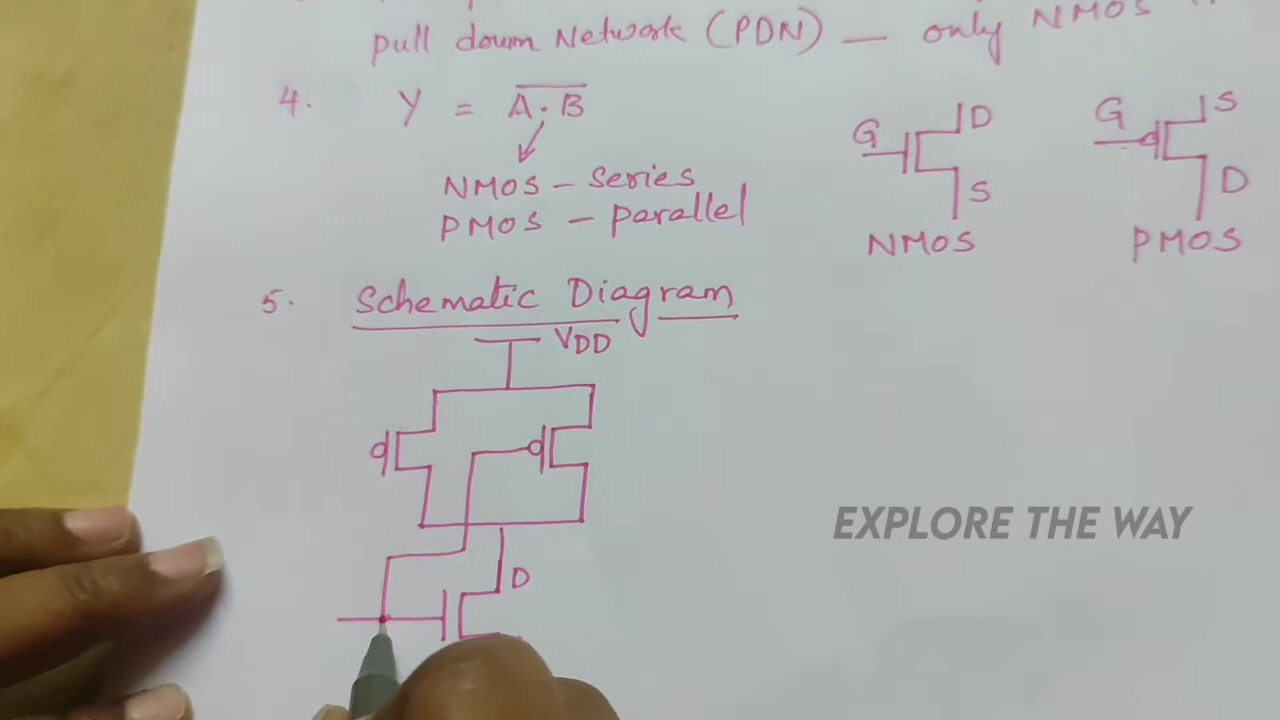 pull down Network (PDN) — only NMOS
4. Y = A̅.̅B̅
NMOS – Series
PMOS – parallel
G D S
NMOS
G S D
PMOS
5. Schematic Diagram
VDD
D
EXPLORE THE WAY